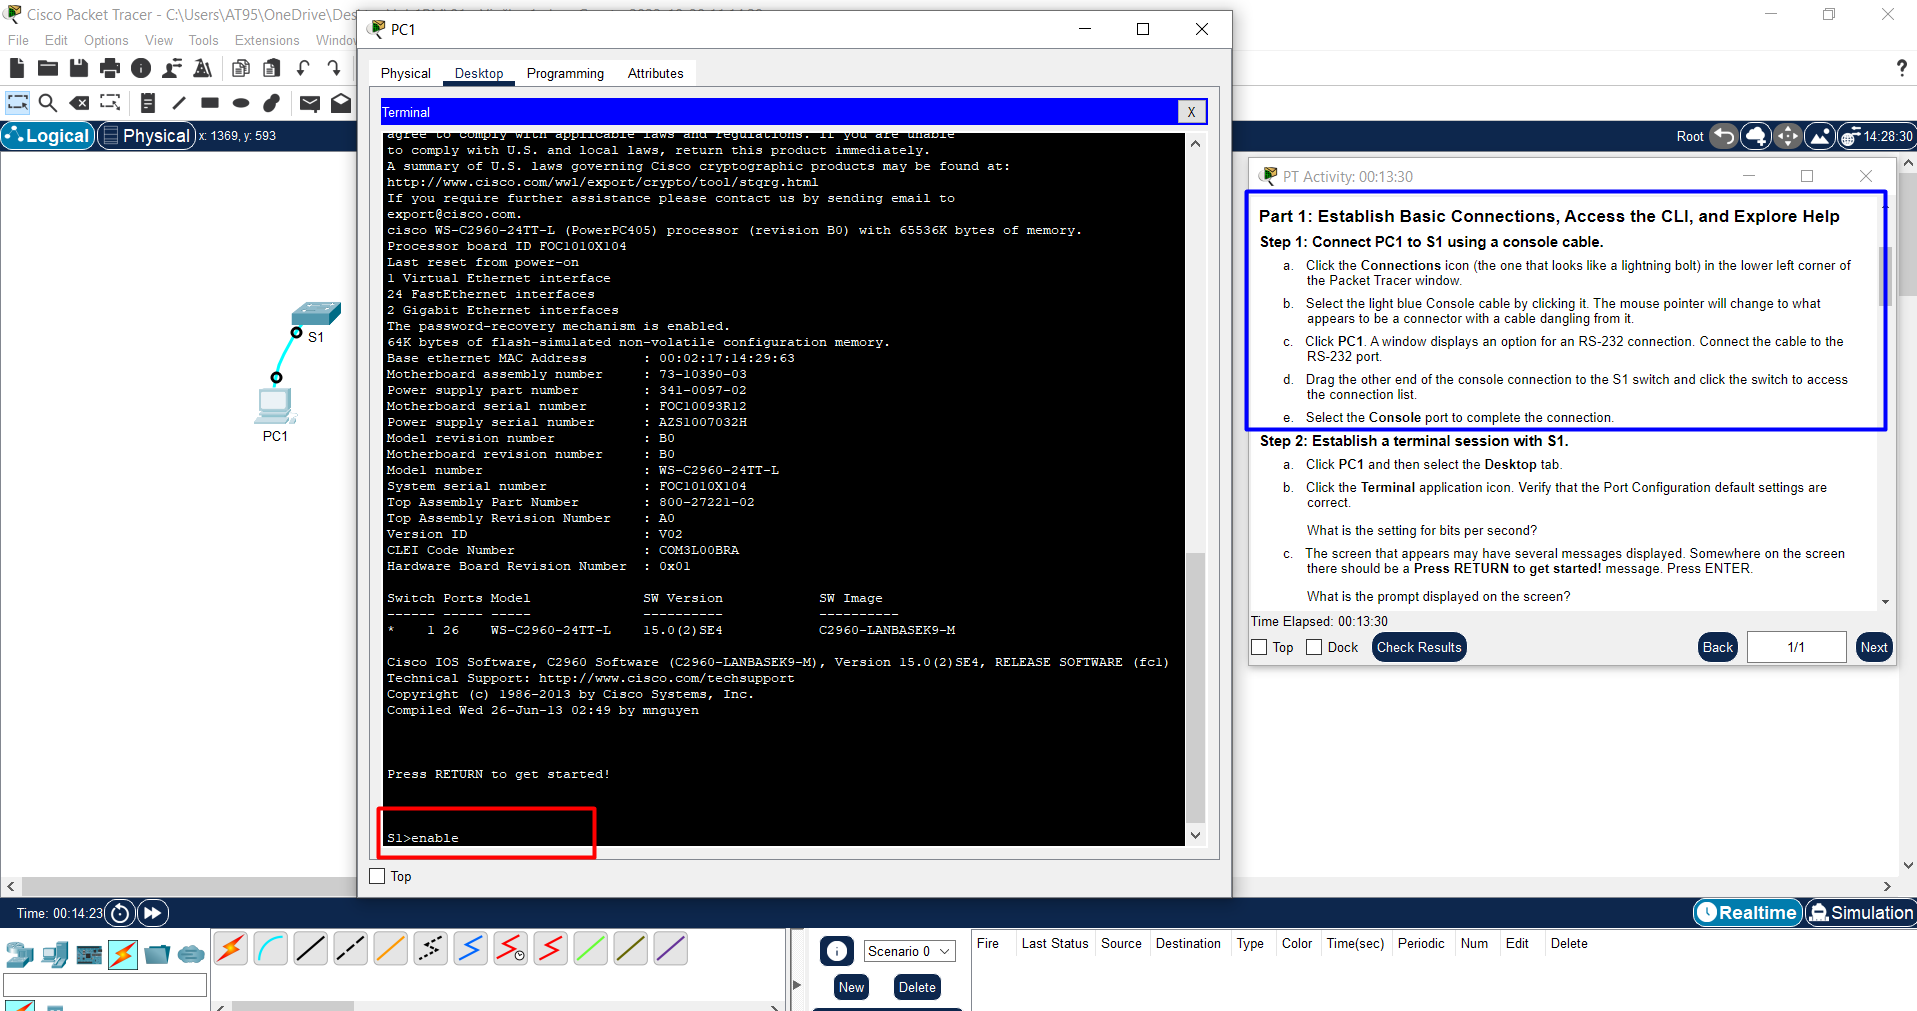 Cisco Packet Tracer - C:\Users\AT95\OneDrive\Des
File Edit Options View Tools Extensions Window
?
Logical Physical x: 1369, y: 593
Root 14:28:30
S1
PC1
PC1
Physical Desktop Programming Attributes
Terminal X
agree to comply with applicable laws and regulations. If you are unable
to comply with U.S. and local laws, return this product immediately.
A summary of U.S. laws governing Cisco cryptographic products may be found at:
http://www.cisco.com/wwl/export/crypto/tool/stqrg.html
If you require further assistance please contact us by sending email to
export@cisco.com.
cisco WS-C2960-24TT-L (PowerPC405) processor (revision B0) with 65536K bytes of memory.
Processor board ID FOC1010X104
Last reset from power-on
1 Virtual Ethernet interface
24 FastEthernet interfaces
2 Gigabit Ethernet interfaces
The password-recovery mechanism is enabled.
64K bytes of flash-simulated non-volatile configuration memory.
Base ethernet MAC Address : 00:02:17:14:29:63
Motherboard assembly number : 73-10390-03
Power supply part number : 341-0097-02
Motherboard serial number : FOC10093R12
Power supply serial number : AZS1007032H
Model revision number : B0
Motherboard revision number : B0
Model number : WS-C2960-24TT-L
System serial number : FOC1010X104
Top Assembly Part Number : 800-27221-02
Top Assembly Revision Number : A0
Version ID : V02
CLEI Code Number : COM3L00BRA
Hardware Board Revision Number : 0x01
Switch Ports Model SW Version SW Image
------ ----- ----- ---------- ----------
* 1 26 WS-C2960-24TT-L 15.0(2)SE4 C2960-LANBASEK9-M
Cisco IOS Software, C2960 Software (C2960-LANBASEK9-M), Version 15.0(2)SE4, RELEASE SOFTWARE (fc1)
Technical Support: http://www.cisco.com/techsupport
Copyright (c) 1986-2013 by Cisco Systems, Inc.
Compiled Wed 26-Jun-13 02:49 by mnguyen
Press RETURN to get started!
S1>enable
Top
PT Activity: 00:13:30
Part 1: Establish Basic Connections, Access the CLI, and Explore Help
Step 1: Connect PC1 to S1 using a console cable.
a. Click the Connections icon (the one that looks like a lightning bolt) in the lower left corner of
the Packet Tracer window.
b. Select the light blue Console cable by clicking it. The mouse pointer will change to what
appears to be a connector with a cable dangling from it.
c. Click PC1. A window displays an option for an RS-232 connection. Connect the cable to the
RS-232 port.
d. Drag the other end of the console connection to the S1 switch and click the switch to access
the connection list.
e. Select the Console port to complete the connection.
Step 2: Establish a terminal session with S1.
a. Click PC1 and then select the Desktop tab.
b. Click the Terminal application icon. Verify that the Port Configuration default settings are
correct.
What is the setting for bits per second?
c. The screen that appears may have several messages displayed. Somewhere on the screen
there should be a Press RETURN to get started! message. Press ENTER.
What is the prompt displayed on the screen?
Time Elapsed: 00:13:30
Top Dock Check Results Back 1/1 Next
Time: 00:14:23
Realtime Simulation
Scenario 0
New Delete
Fire Last Status Source Destination Type Color Time(sec) Periodic Num Edit Delete